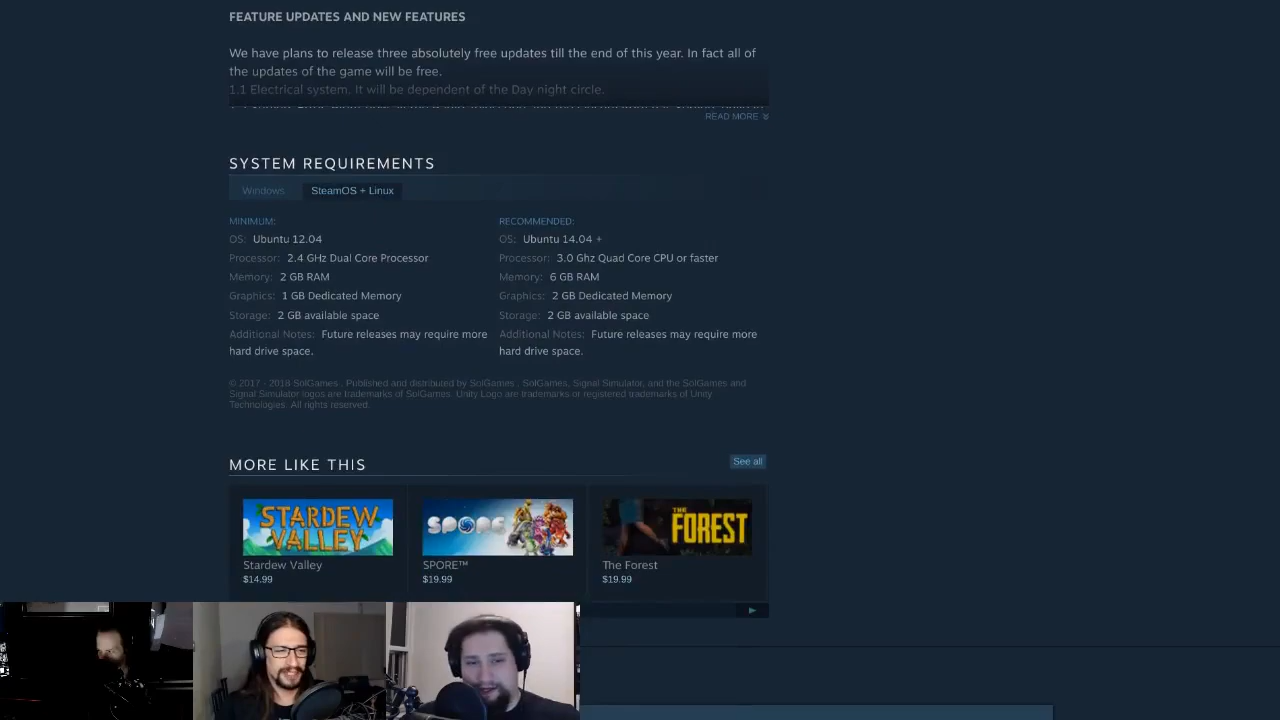 FEATURE UPDATES AND NEW FEATURES
We have plans to release three absolutely free updates till the end of this year. In fact all of
the updates of the game will be free.
1.1 Electrical system. It will be dependent of the Day night circle.
READ MORE
SYSTEM REQUIREMENTS
Windows
SteamOS + Linux
MINIMUM:
OS: Ubuntu 12.04
Processor: 2.4 GHz Dual Core Processor
Memory: 2 GB RAM
Graphics: 1 GB Dedicated Memory
Storage: 2 GB available space
Additional Notes: Future releases may require more
hard drive space.
RECOMMENDED:
OS: Ubuntu 14.04 +
Processor: 3.0 Ghz Quad Core CPU or faster
Memory: 6 GB RAM
Graphics: 2 GB Dedicated Memory
Storage: 2 GB available space
Additional Notes: Future releases may require more
hard drive space.
© 2017 - 2018 SolGames . Published and distributed by SolGames . SolGames, Signal Simulator, and the SolGames and
Signal Simulator logos are trademarks of SolGames. Unity Logo are trademarks or registered trademarks of Unity
Technologies. All rights reserved.
MORE LIKE THIS
See all
STARDEW
VALLEY
SPORE
THE
FOREST
Stardew Valley
$14.99
SPORE™
$19.99
The Forest
$19.99